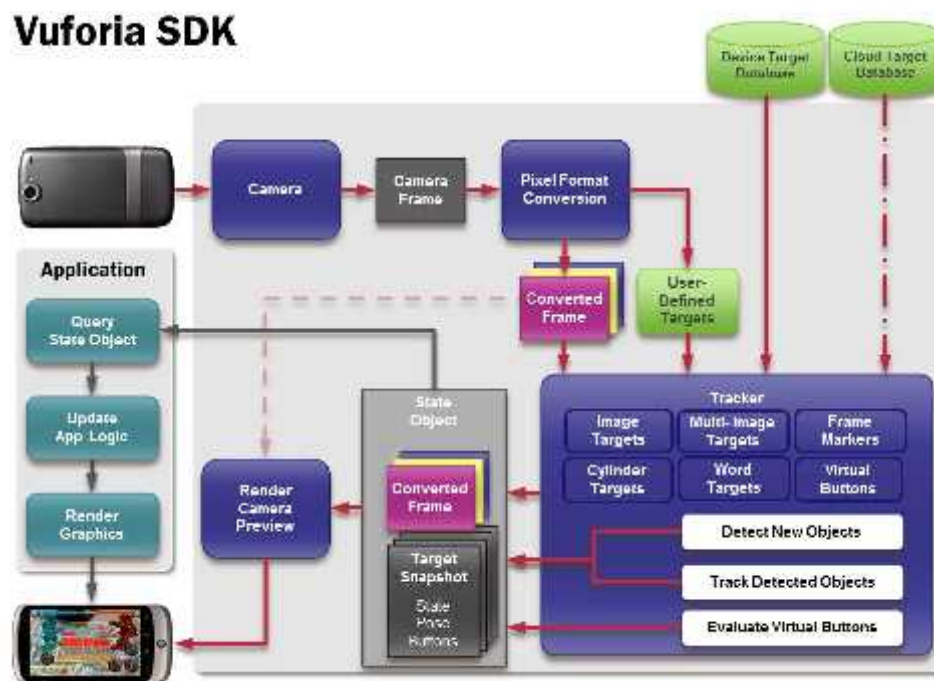 Vuforia SDK
Device Target
Database
Cloud Target
Database
Camera
Camera
Frame
Pixel Format
Conversion
Application
Query
State Object
Converted
Frame
User-
Defined
Targets
Update
App Logic
State
Object
Tracker
Image
Targets
Multi-Image
Targets
Frame
Markers
Cylinder
Targets
Word
Targets
Virtual
Buttons
Render
Camera
Preview
Converted
Frame
Render
Graphics
Detect New Objects
Target
Snapshot
State
Pose
Buttons
Track Detected Objects
Evaluate Virtual Buttons